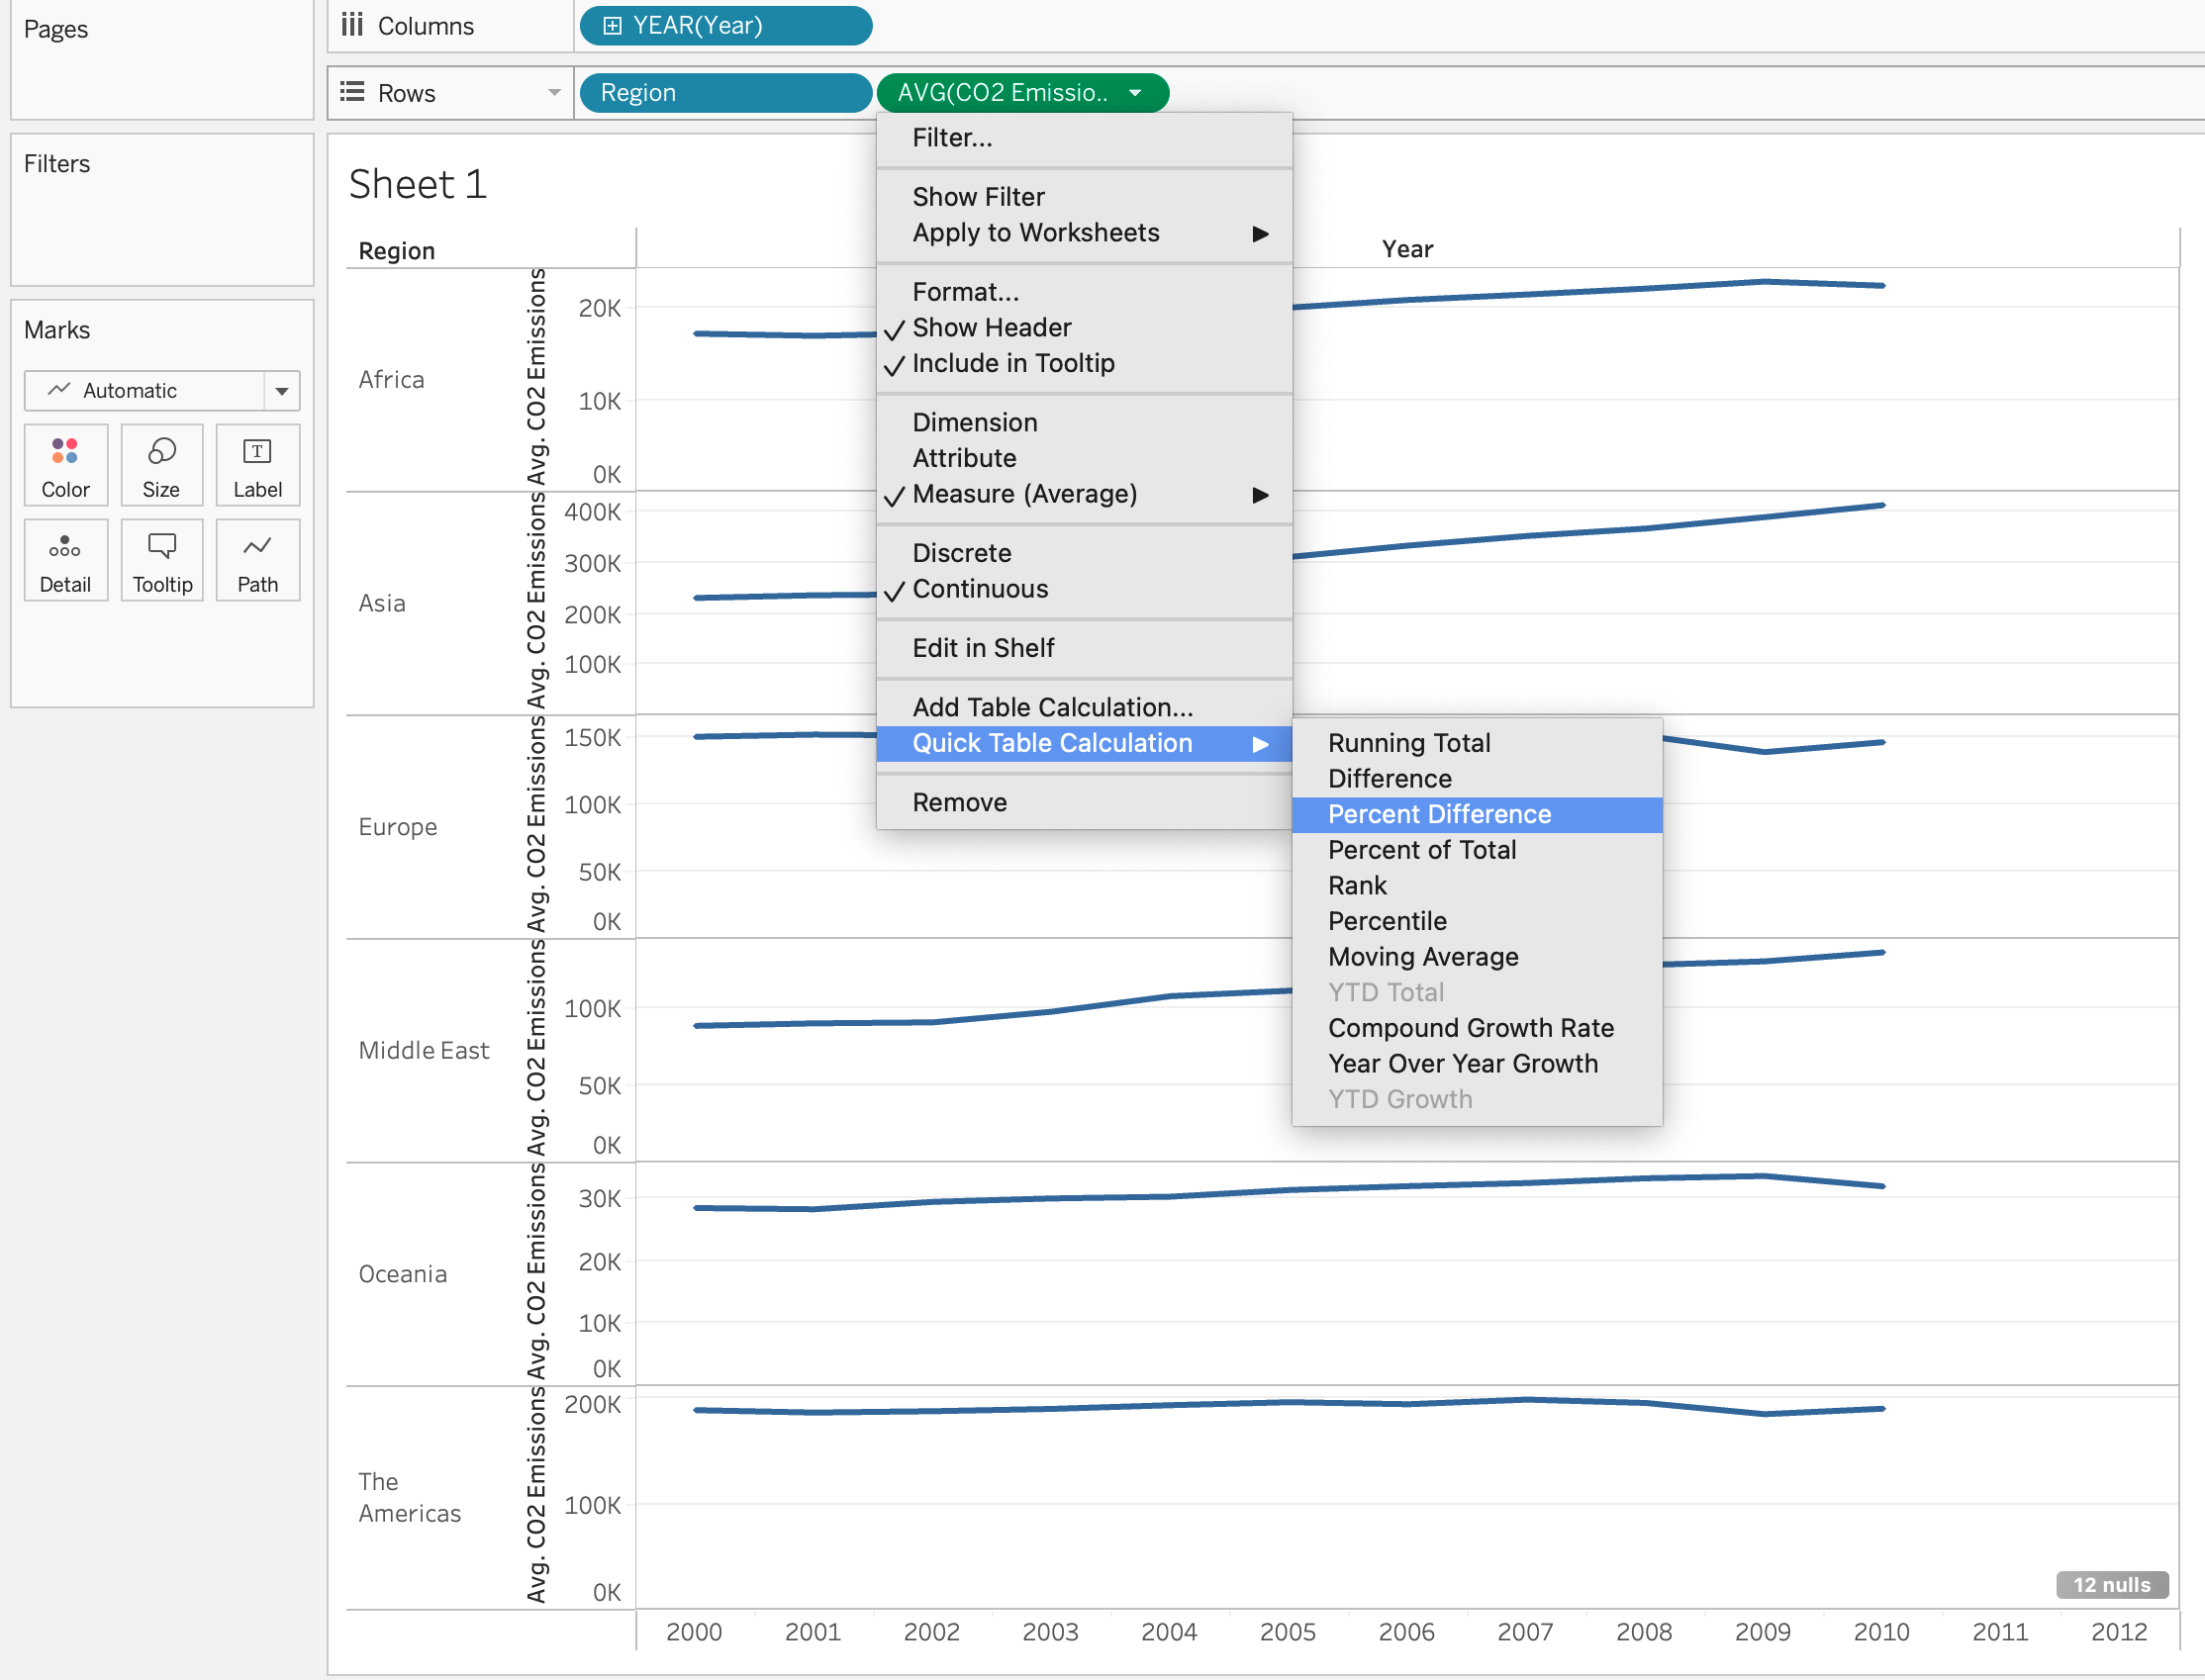 Pages
Columns
YEAR(Year)
Rows
Region
AVG(CO2 Emissio..
Filters
Marks
Automatic
Color
Size
Label
Detail
Tooltip
Path
Sheet 1
Region
Year
Africa
Avg. CO2 Emissions
20K
10K
0K
Asia
Avg. CO2 Emissions
400K
300K
200K
100K
Europe
Avg. CO2 Emissions
150K
100K
50K
0K
Middle East
Avg. CO2 Emissions
100K
50K
0K
Oceania
Avg. CO2 Emissions
30K
20K
10K
0K
The
Americas
Avg. CO2 Emissions
200K
100K
0K
2000 2001 2002 2003 2004 2005 2006 2007 2008 2009 2010 2011 2012
12 nulls
Filter...
Show Filter
Apply to Worksheets
Format...
Show Header
Include in Tooltip
Dimension
Attribute
Measure (Average)
Discrete
Continuous
Edit in Shelf
Add Table Calculation...
Quick Table Calculation
Remove
Running Total
Difference
Percent Difference
Percent of Total
Rank
Percentile
Moving Average
YTD Total
Compound Growth Rate
Year Over Year Growth
YTD Growth